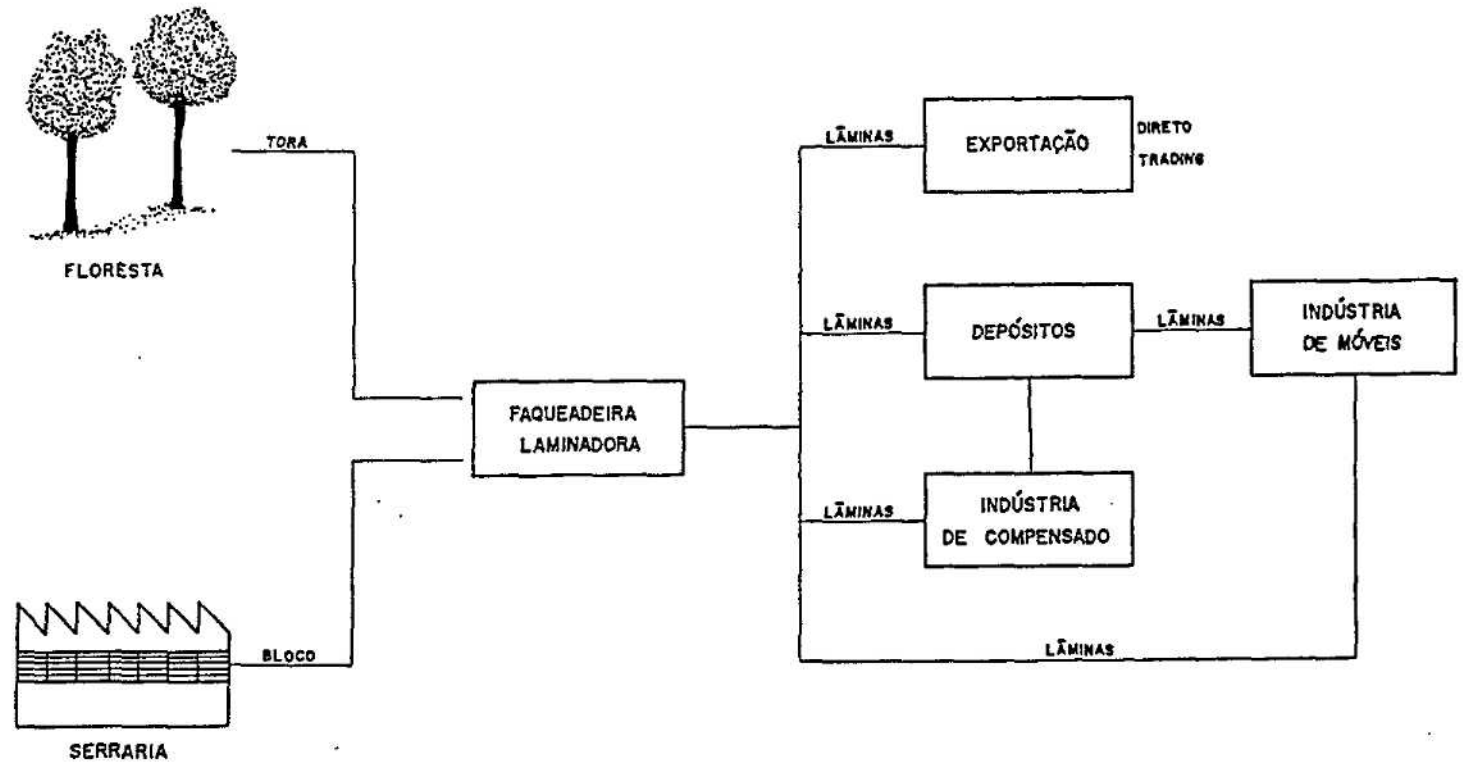 TORA
FLORESTA
BLOCO
SERRARIA
FAQUEADEIRA
LAMINADORA
LÂMINAS
EXPORTAÇÃO
DIRETO
TRADING
LÂMINAS
DEPÓSITOS
LÂMINAS
INDÚSTRIA
DE MÓVEIS
LÂMINAS
INDÚSTRIA
DE COMPENSADO
LÂMINAS